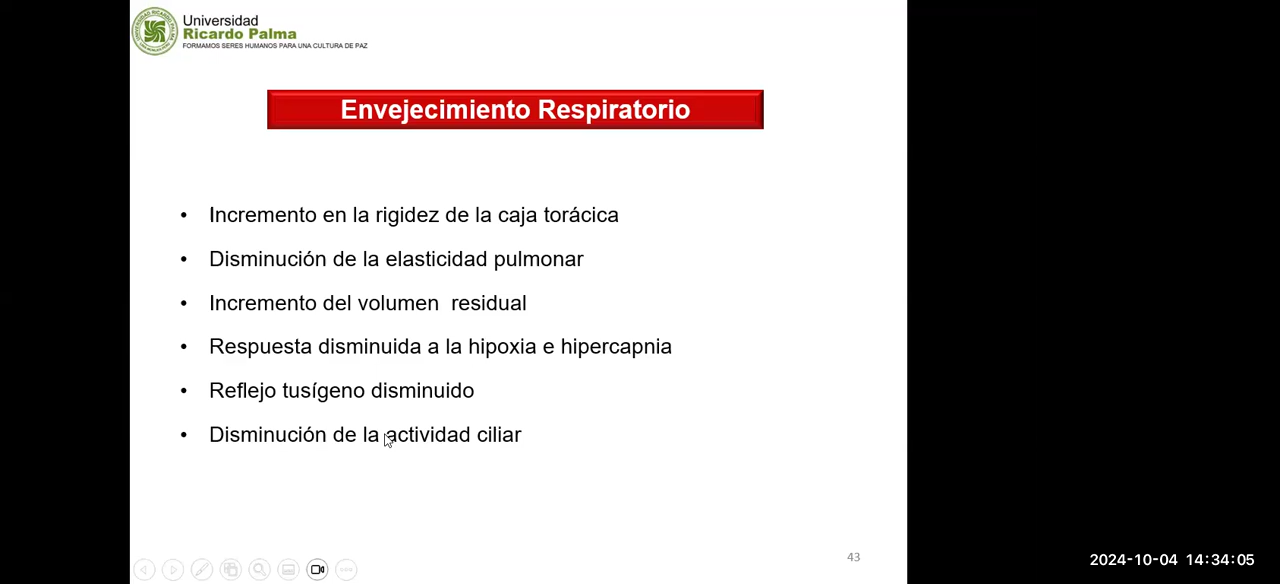 Universidad
Ricardo Palma
FORMAMOS SERES HUMANOS PARA UNA CULTURA DE PAZ
Envejecimiento Respiratorio
• Incremento en la rigidez de la caja torácica
• Disminución de la elasticidad pulmonar
• Incremento del volumen residual
• Respuesta disminuida a la hipoxia e hipercapnia
• Reflejo tusígeno disminuido
• Disminución de la actividad ciliar
43
2024-10-04 14:34:05